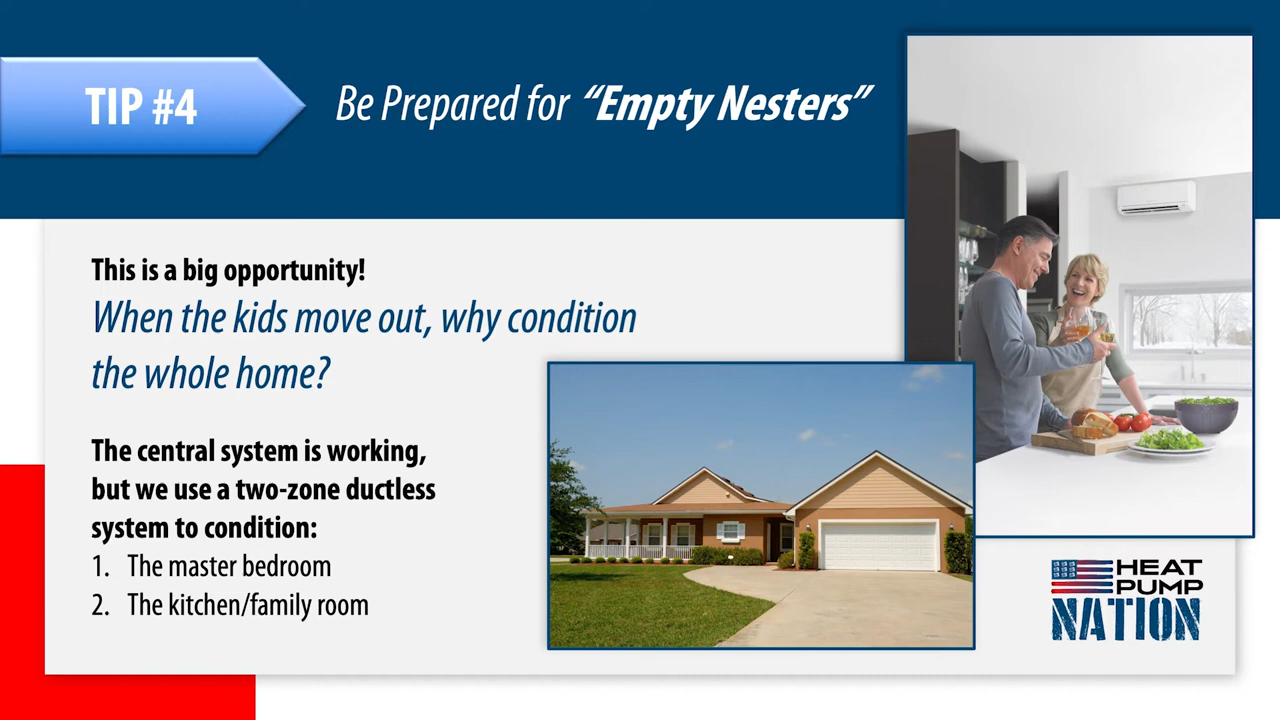 TIP #4
Be Prepared for “Empty Nesters”
This is a big opportunity!
When the kids move out, why condition
the whole home?
The central system is working,
but we use a two-zone ductless
system to condition:
1. The master bedroom
2. The kitchen/family room
HEAT
PUMP
NATION